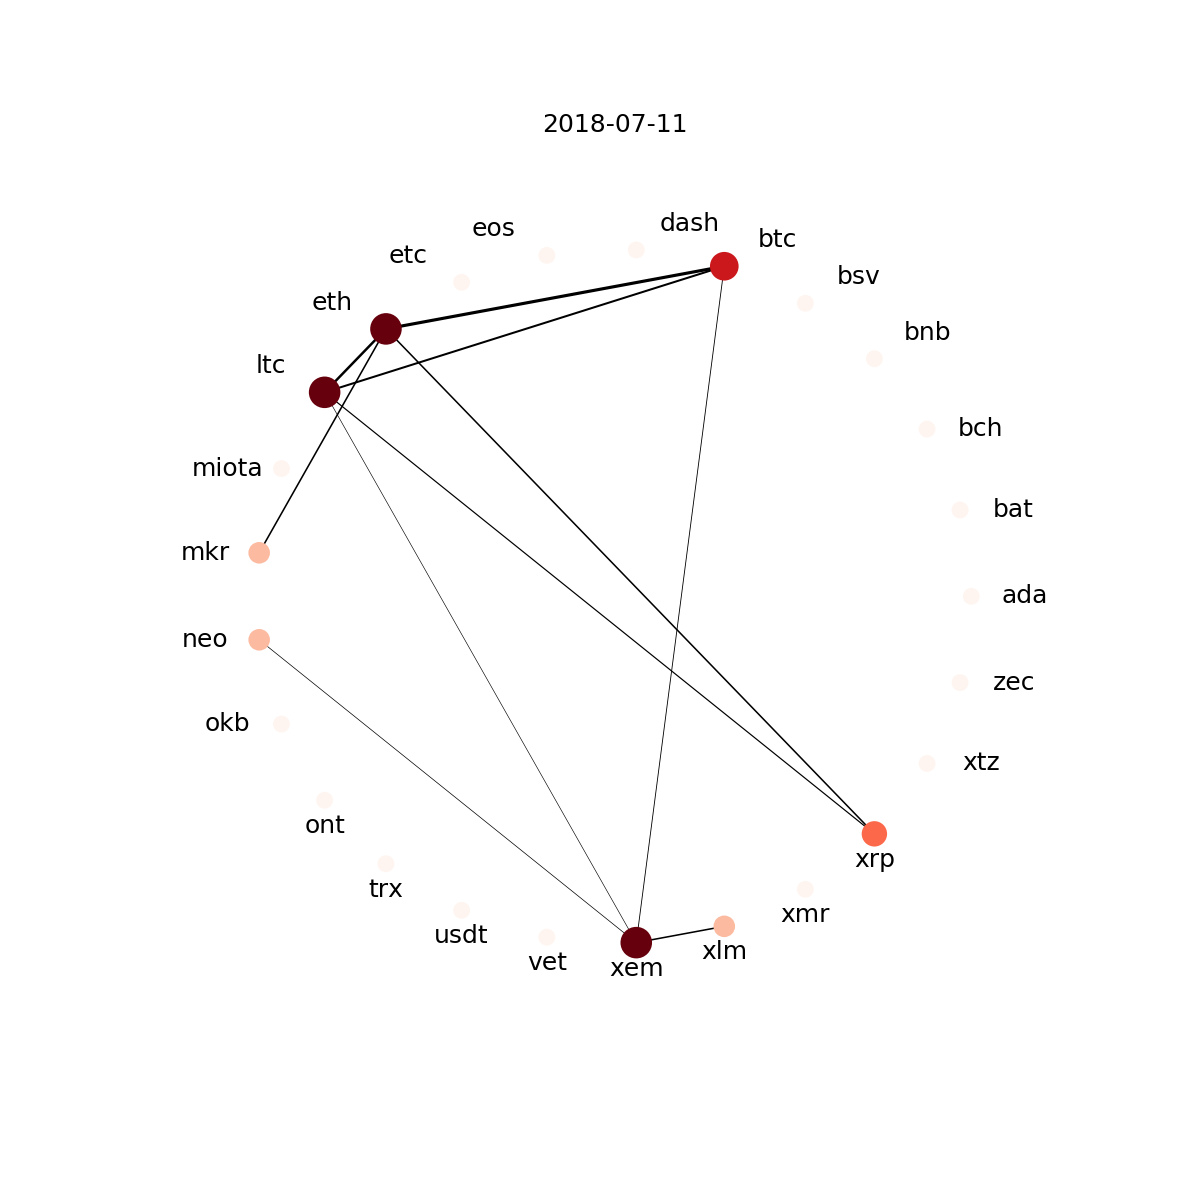 2018-07-11
dash
eos
btc
etc
bsv
eth
bnb
ltc
bch
miota
bat
mkr
ada
neo
zec
okb
xtz
ont
xrp
trx
xmr
usdt
xlm
vet
xem